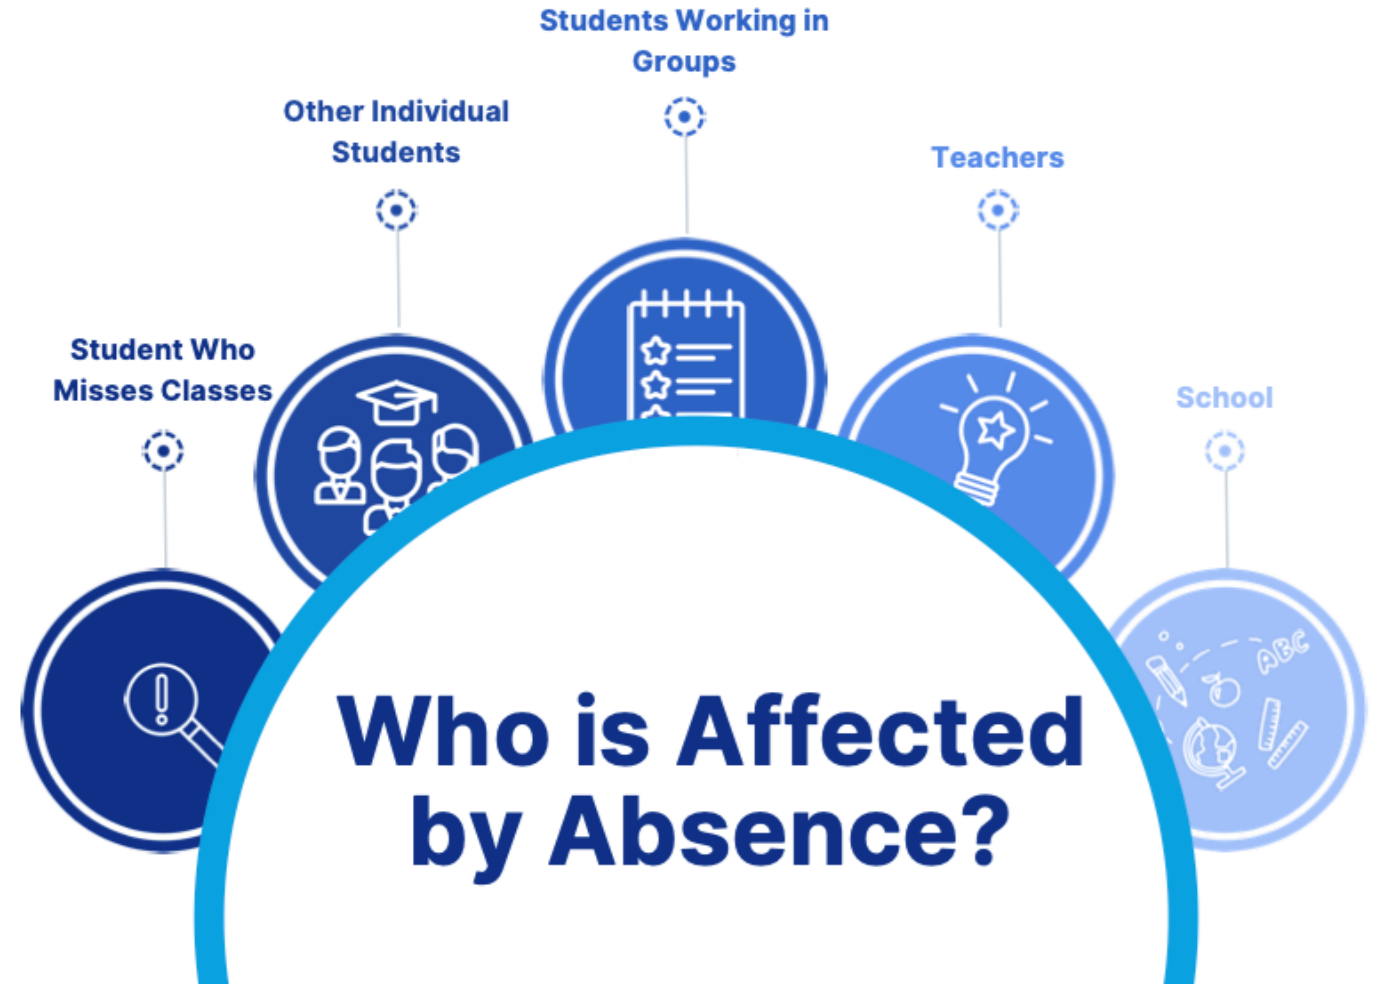 Students Working in
Groups
Other Individual
Students
Teachers
Student Who
Misses Classes
School
ABC
Who is Affected
by Absence?